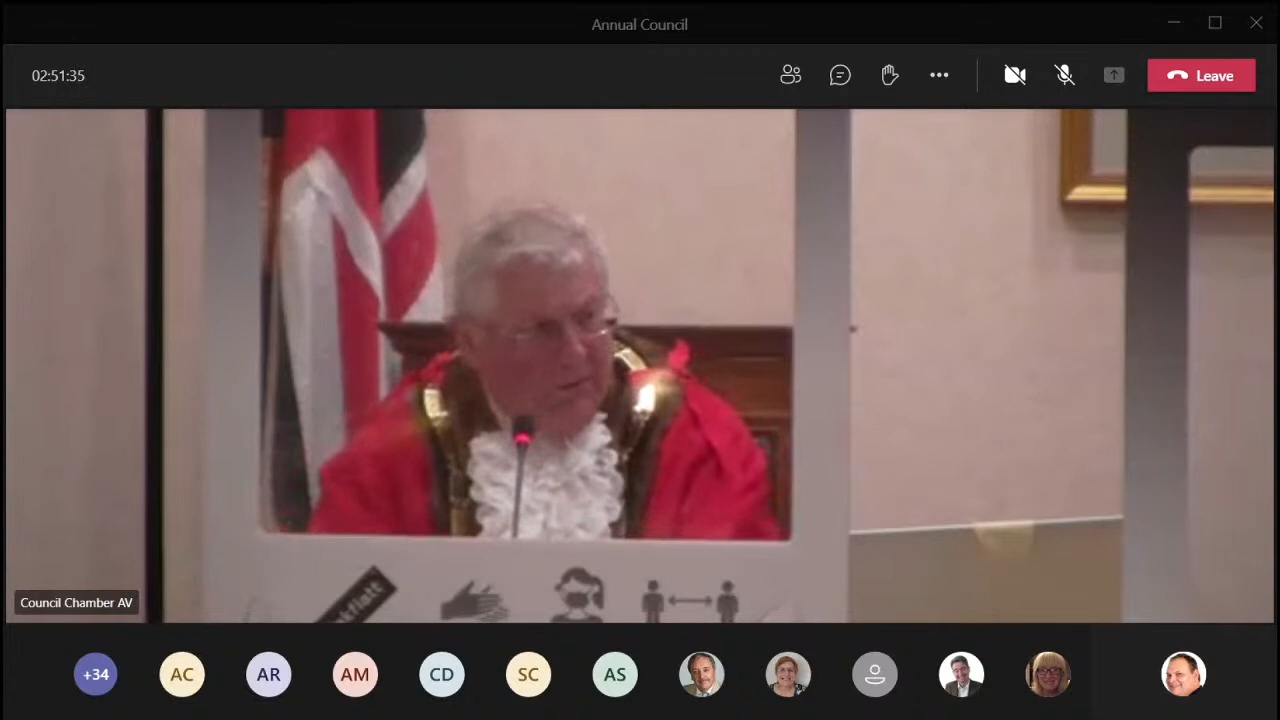 Annual Council
02:51:35
Leave
Council Chamber AV
+34
AC
AR
AM
CD
SC
AS